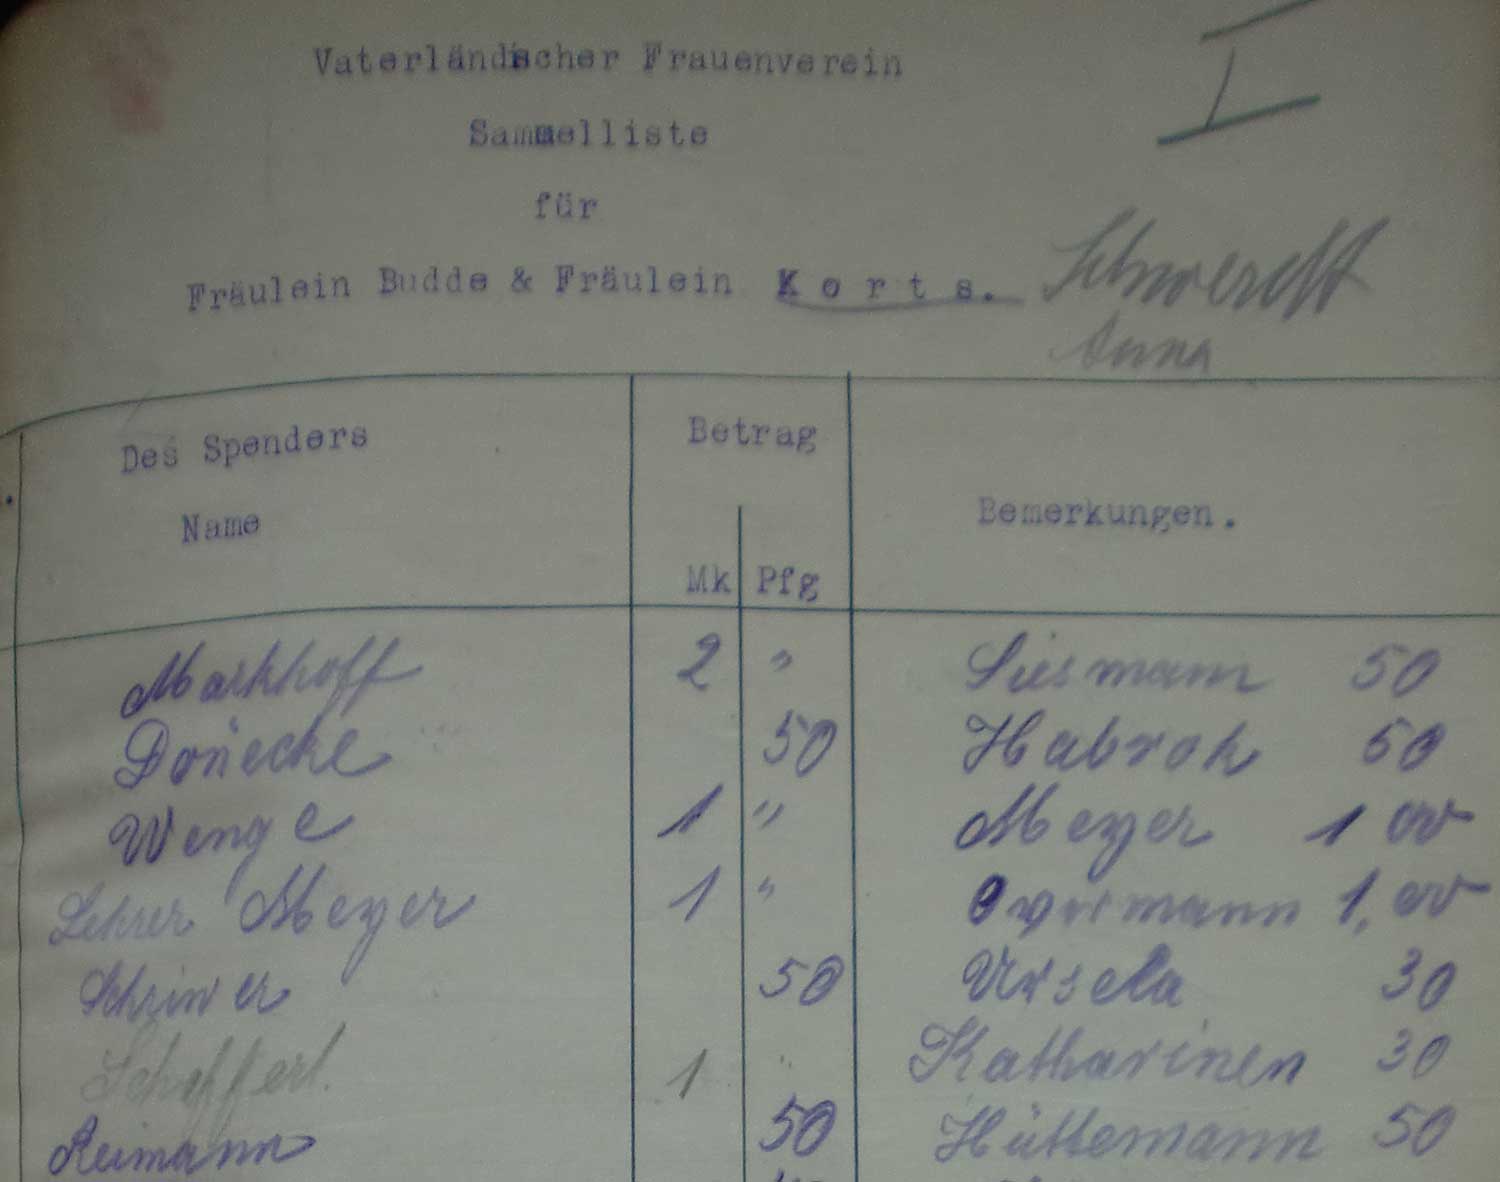 I
Vaterländischer Frauenverein
Sammelliste
für
Fräulein Budde & Fräulein Korts. Schwerdt
Anna
Des Spenders Betrag
Name Bemerkungen.
Mk Pfg
Markhoff 2 " Siesmann 50
Dönecke 50 Habrok 50
Wenge 1 " Meyer 1 00
Lehrer Meyer 1 " 1,00
Schriver 50 Ursela 30
1 " Katharinen 30
Reimann 50 Hüttemann 50